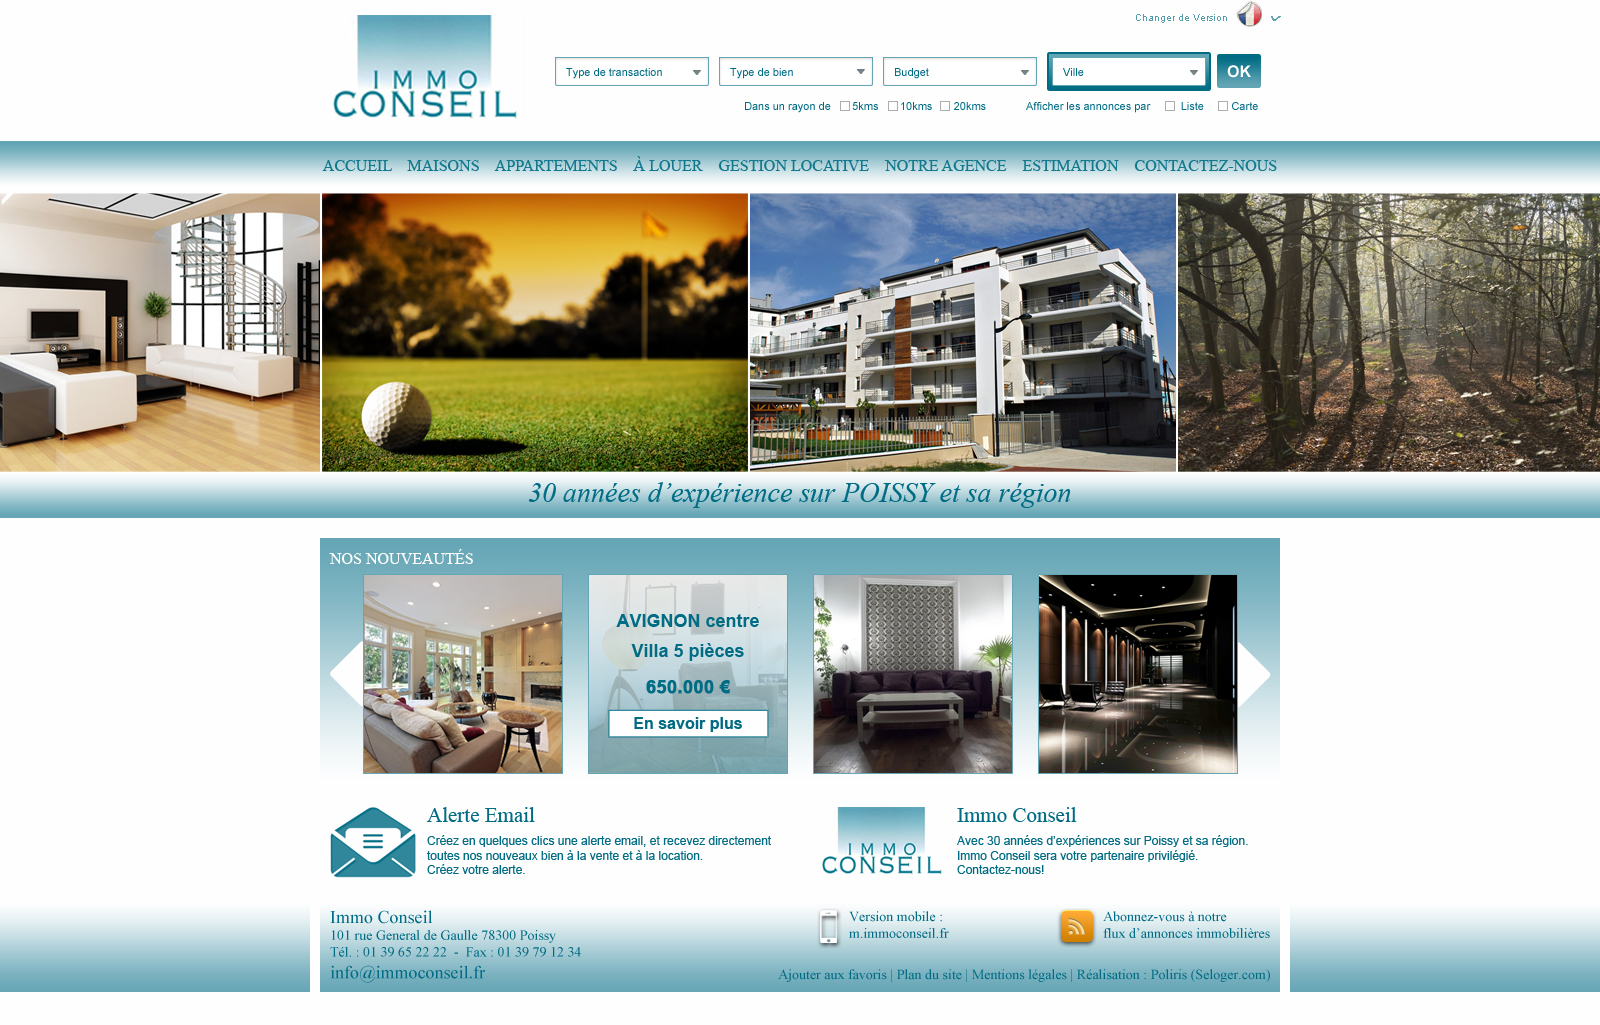 Changer de Version
IMMO
CONSEIL
Type de transaction
Type de bien
Budget
Ville
OK
Dans un rayon de 5kms 10kms 20kms
Afficher les annonces par Liste Carte
ACCUEIL MAISONS APPARTEMENTS À LOUER GESTION LOCATIVE NOTRE AGENCE ESTIMATION CONTACTEZ-NOUS
30 années d’expérience sur POISSY et sa région
NOS NOUVEAUTÉS
AVIGNON centre
Villa 5 pièces
650.000 €
En savoir plus
Alerte Email
Créez en quelques clics une alerte email, et recevez directement
toutes nos nouveaux bien à la vente et à la location.
Créez votre alerte.
IMMO
CONSEIL
Immo Conseil
Avec 30 années d’expériences sur Poissy et sa région.
Immo Conseil sera votre partenaire privilégié.
Contactez-nous!
Immo Conseil
101 rue General de Gaulle 78300 Poissy
Tél. : 01 39 65 22 22 - Fax : 01 39 79 12 34
info@immoconseil.fr
Version mobile :
m.immoconseil.fr
Abonnez-vous à notre
flux d’annonces immobilières
Ajouter aux favoris | Plan du site | Mentions légales | Réalisation : Poliris (Seloger.com)